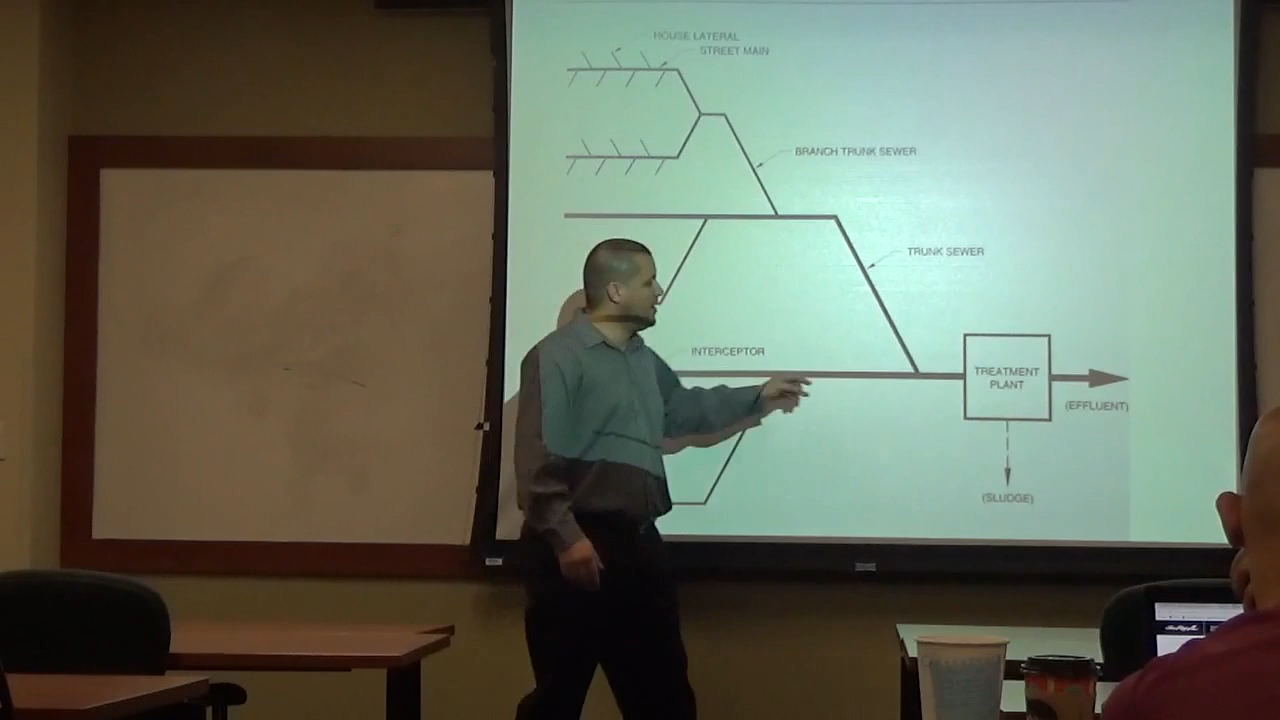 HOUSE LATERAL
STREET MAIN
BRANCH TRUNK SEWER
TRUNK SEWER
INTERCEPTOR
TREATMENT
PLANT
(EFFLUENT)
(SLUDGE)